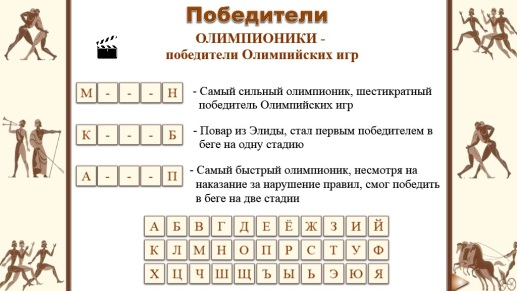 Победители
ОЛИМПИОНИКИ -
победители Олимпийских игр
М - - - Н
- Самый сильный олимпионик, шестикратный
победитель Олимпийских игр
К - - - Б
- Повар из Элиды, стал первым победителем в
беге на одну стадию
А - - - П
- Самый быстрый олимпионик, несмотря на
наказание за нарушение правил, смог победить
в беге на две стадии
А Б В Г Д Е Ё Ж З И Й
К Л М Н О П Р С Т У Ф
Х Ц Ч Ш Щ Ъ Ы Ь Э Ю Я